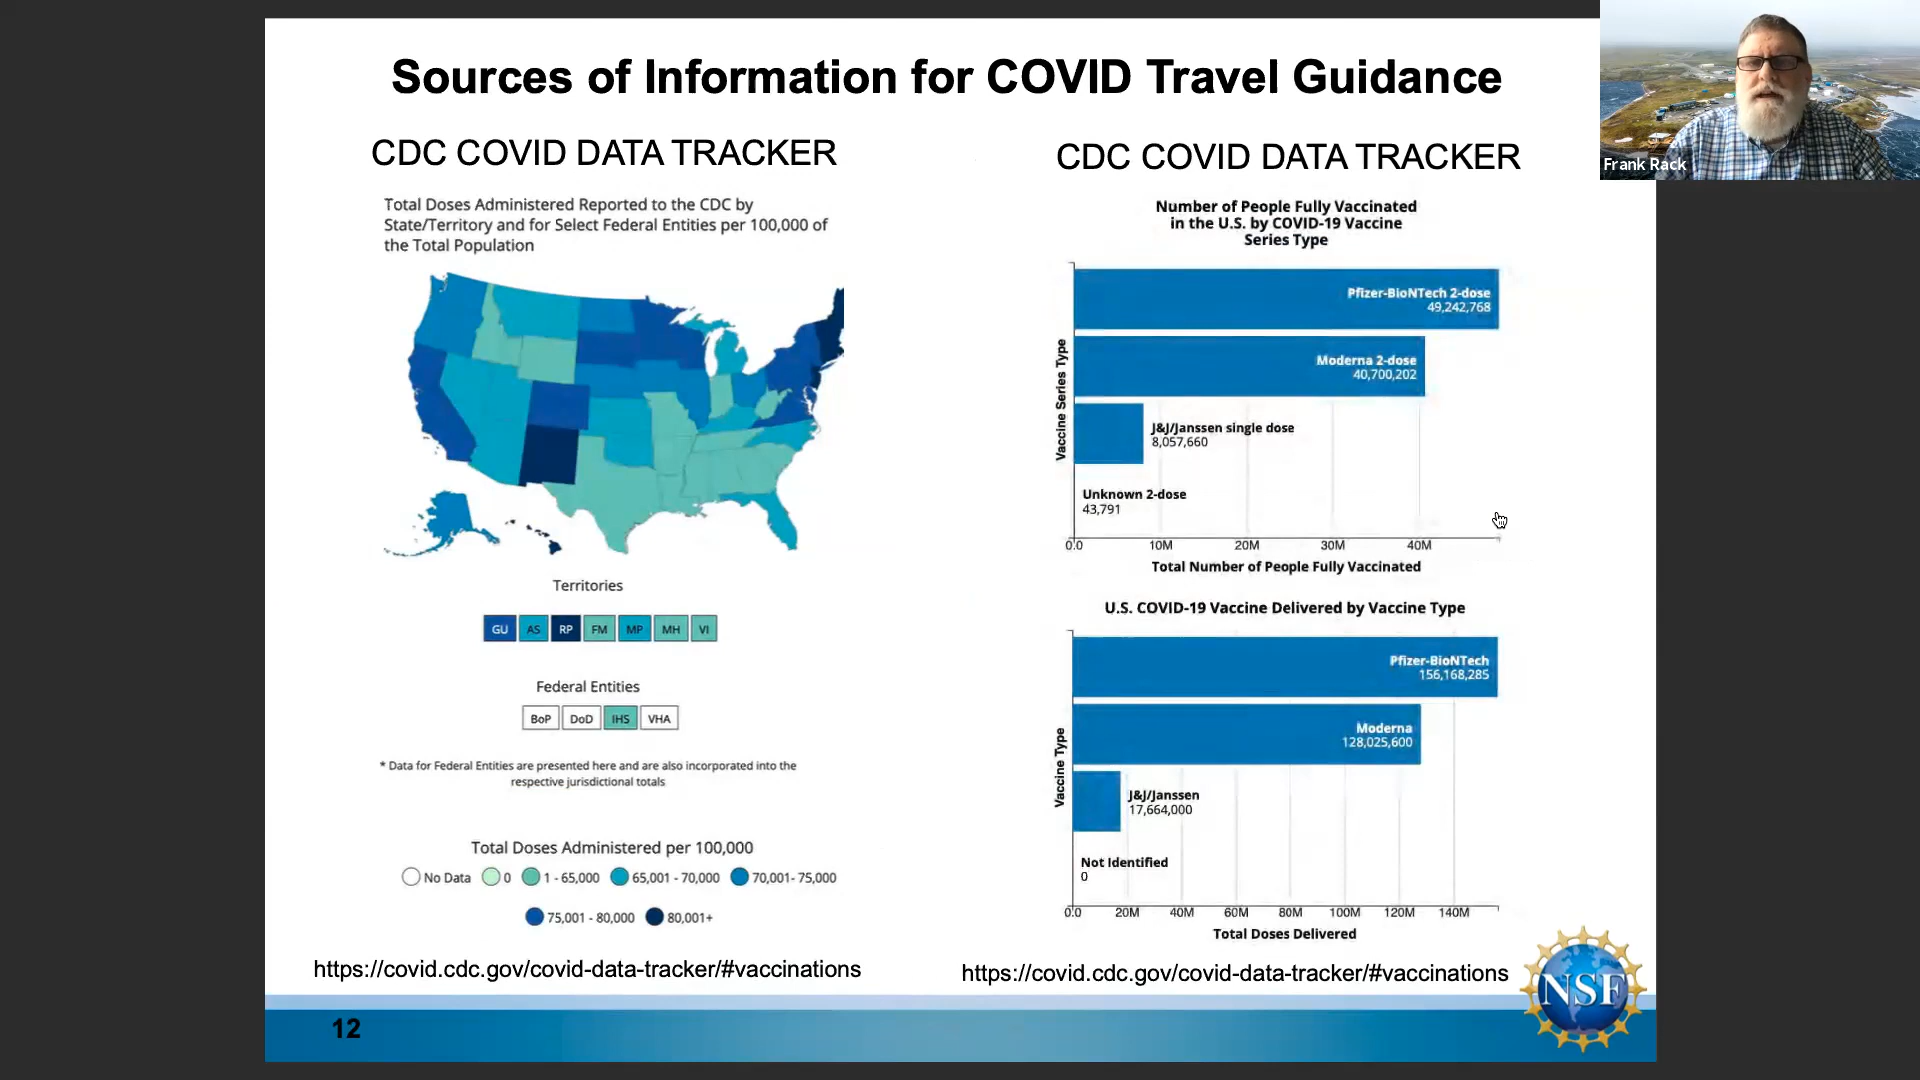 Sources of Information for COVID Travel Guidance
CDC COVID DATA TRACKER
Total Doses Administered Reported to the CDC by
State/Territory and for Select Federal Entities per 100,000 of
the Total Population
Territories
GU AS RP FM MP MH VI
Federal Entities
BoP DoD IHS VHA
* Data for Federal Entities are presented here and are also incorporated into the
respective jurisdictional totals
Total Doses Administered per 100,000
No Data 0 1 - 65,000 65,001 - 70,000 70,001- 75,000
75,001 - 80,000 80,001+
https://covid.cdc.gov/covid-data-tracker/#vaccinations
CDC COVID DATA TRACKER
Number of People Fully Vaccinated
in the U.S. by COVID-19 Vaccine
Series Type
Vaccine Series Type
Pfizer-BioNTech 2-dose
49,242,768
Moderna 2-dose
40,700,202
J&J/Janssen single dose
8,057,660
Unknown 2-dose
43,791
0.0 10M 20M 30M 40M
Total Number of People Fully Vaccinated
U.S. COVID-19 Vaccine Delivered by Vaccine Type
Vaccine Type
Pfizer-BioNTech
156,168,285
Moderna
128,025,600
J&J/Janssen
17,664,000
Not Identified
0
0.0 20M 40M 60M 80M 100M 120M 140M
Total Doses Delivered
https://covid.cdc.gov/covid-data-tracker/#vaccinations
NSF
12
Frank Rack